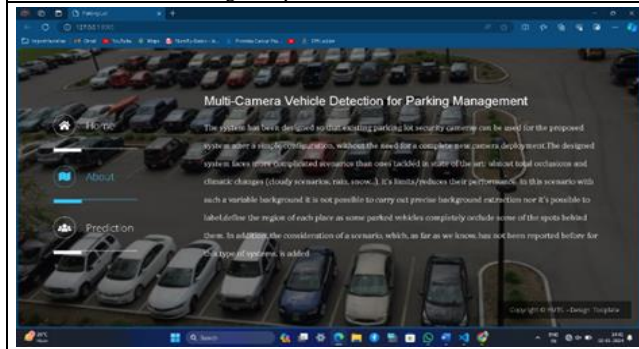 127.0.0.1:5000
Multi-Camera Vehicle Detection for Parking Management
Home
The system has been designed so that existing parking lot security cameras can be used for the proposed
system after a simple configuration, without the need for a complete new camera deployment.The designed
system faces more complicated scenarios than ones tackled in state of the art: almost total occlusions and
About
climatic changes (cloudy scenarios, rain, snow..), it's limits/reduces their performance. In this scenario with
such a variable background it is not possible to carry out precise background extraction nor it's possible to
label/define the region of each place as some parked vehicles completely occlude some of the spots behind
Prediction
them. In addition, the consideration of a scenario, which, as far as we know, has not been reported before for
this type of systems, is added
Design Template
Search